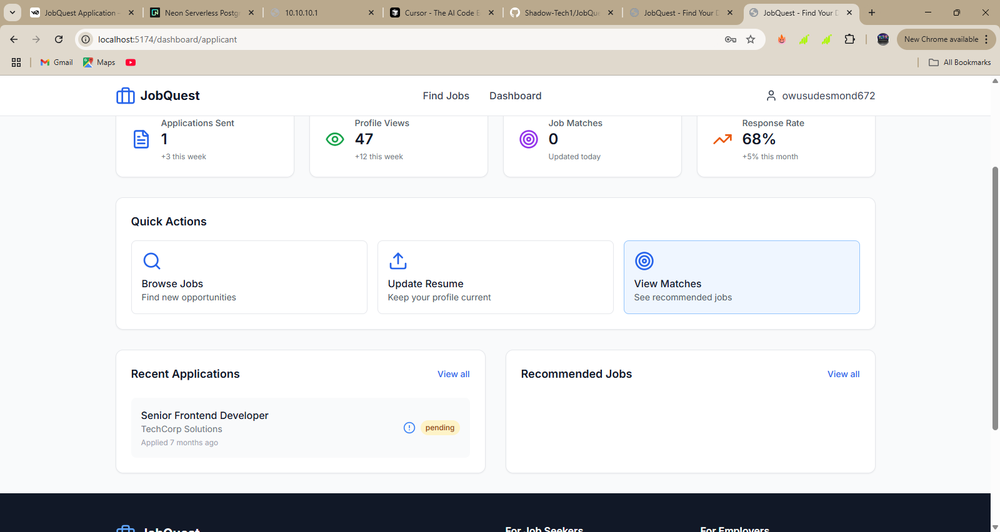 JobQuest Application -
Neon Serverless Postg
10.10.10.1
Cursor - The AI Code E
Shadow-Tech1/JobQue
JobQuest - Find Your D
JobQuest - Find Your D
localhost:5174/dashboard/applicant
New Chrome available
Gmail
Maps
All Bookmarks
JobQuest
Find Jobs
Dashboard
owusudesmond672
Applications Sent
1
+3 this week
Profile Views
47
+12 this week
Job Matches
0
Updated today
Response Rate
68%
+5% this month
Quick Actions
Browse Jobs
Find new opportunities
Update Resume
Keep your profile current
View Matches
See recommended jobs
Recent Applications
View all
Senior Frontend Developer
TechCorp Solutions
Applied 7 months ago
pending
Recommended Jobs
View all
JobQuest
For Job Seekers
For Employers